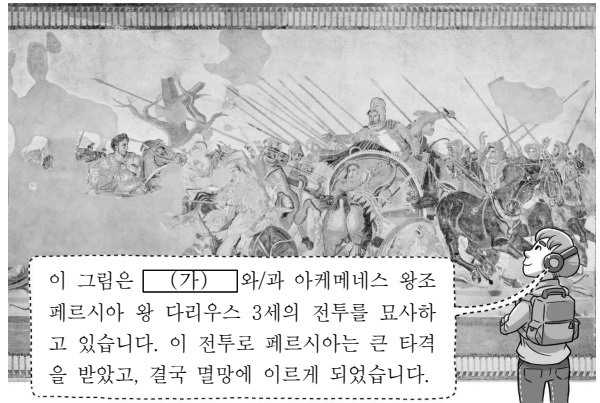 이 그림은 (가) 와/과 아케메네스 왕조
페르시아 왕 다리우스 3세의 전투를 묘사하
고 있습니다. 이 전투로 페르시아는 큰 타격
을 받았고, 결국 멸망에 이르게 되었습니다.